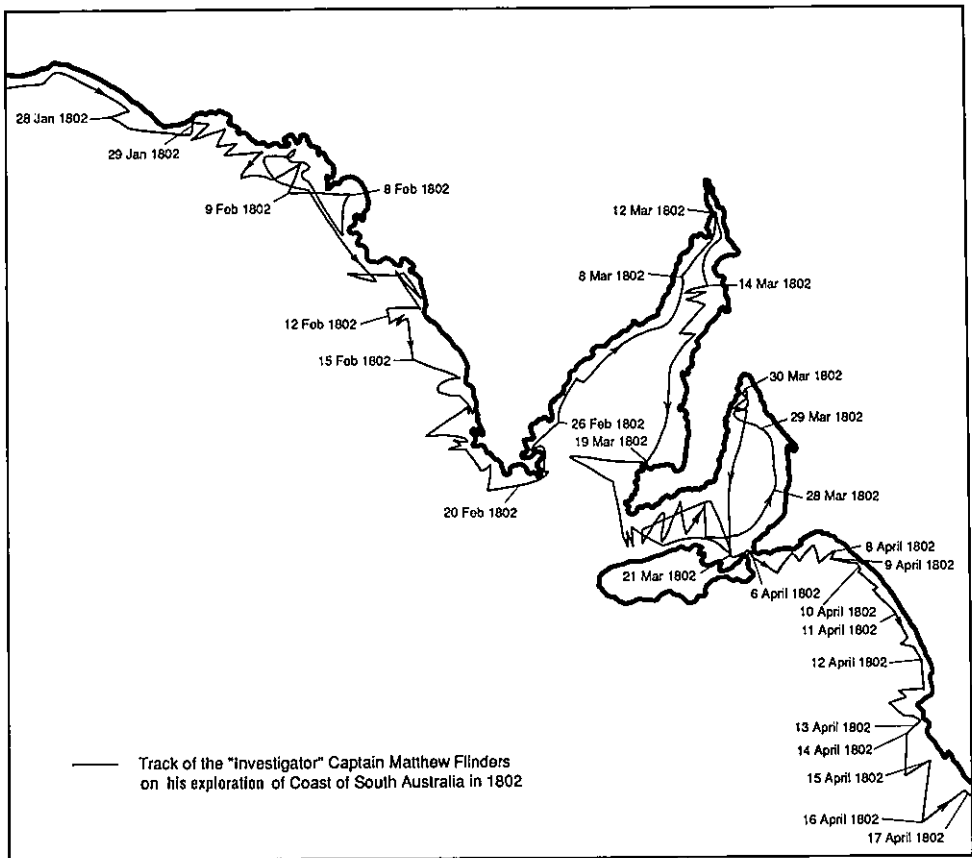 28 Jan 1802
29 Jan 1802
8 Feb 1802
9 Feb 1802
12 Mar 1802
8 Mar 1802
14 Mar 1802
12 Feb 1802
15 Feb 1802
30 Mar 1802
29 Mar 1802
26 Feb 1802
19 Mar 1802
28 Mar 1802
20 Feb 1802
8 April 1802
9 April 1802
21 Mar 1802
6 April 1802
10 April 1802
11 April 1802
12 April 1802
13 April 1802
14 April 1802
15 April 1802
16 April 1802
17 April 1802
Track of the "Investigator" Captain Matthew Flinders
on his exploration of Coast of South Australia in 1802